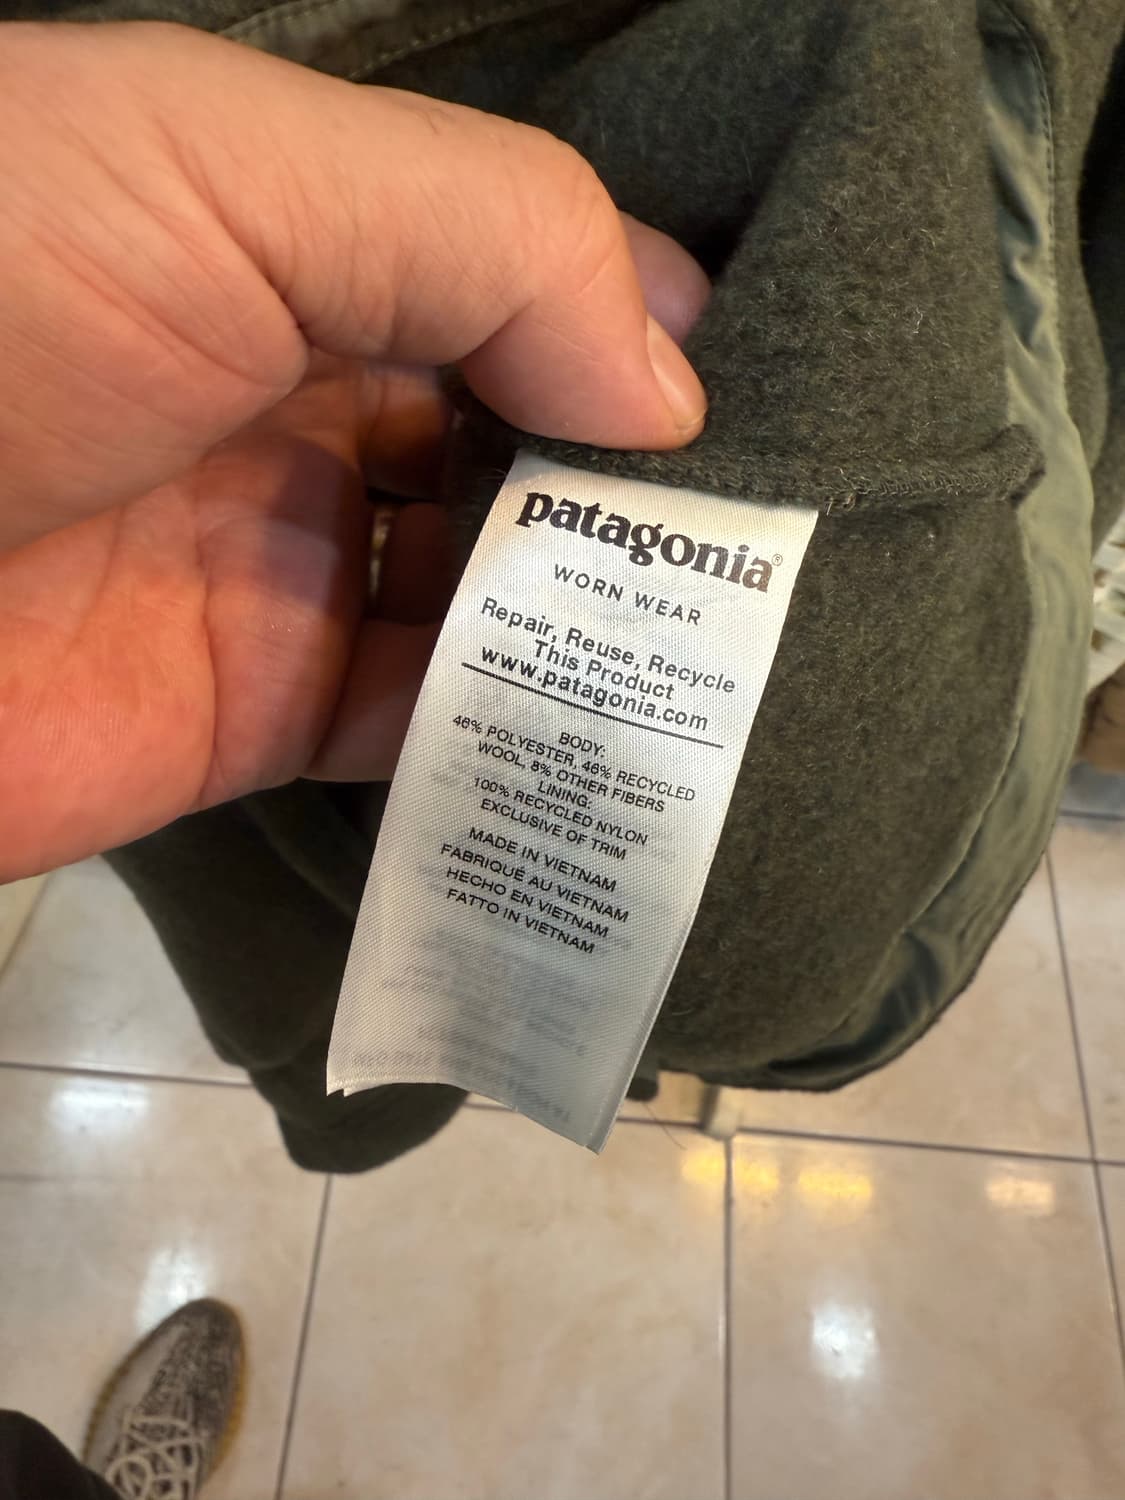 patagonia®
WORN WEAR
Repair, Reuse, Recycle
This Product
www.patagonia.com
BODY:
46% POLYESTER, 46% RECYCLED
WOOL, 8% OTHER FIBERS
LINING:
100% RECYCLED NYLON
EXCLUSIVE OF TRIM
MADE IN VIETNAM
FABRIQUÉ AU VIETNAM
HECHO EN VIETNAM
FATTO IN VIETNAM